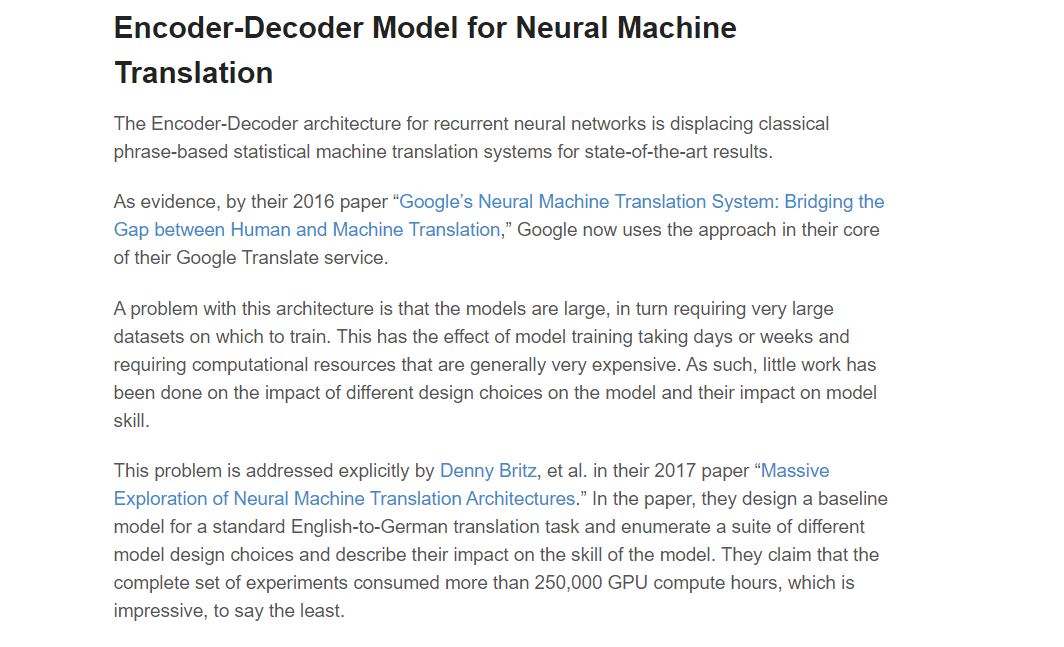 Encoder-Decoder Model for Neural Machine
Translation
The Encoder-Decoder architecture for recurrent neural networks is displacing classical
phrase-based statistical machine translation systems for state-of-the-art results.
As evidence, by their 2016 paper “Google’s Neural Machine Translation System: Bridging the
Gap between Human and Machine Translation,” Google now uses the approach in their core
of their Google Translate service.
A problem with this architecture is that the models are large, in turn requiring very large
datasets on which to train. This has the effect of model training taking days or weeks and
requiring computational resources that are generally very expensive. As such, little work has
been done on the impact of different design choices on the model and their impact on model
skill.
This problem is addressed explicitly by Denny Britz, et al. in their 2017 paper “Massive
Exploration of Neural Machine Translation Architectures.” In the paper, they design a baseline
model for a standard English-to-German translation task and enumerate a suite of different
model design choices and describe their impact on the skill of the model. They claim that the
complete set of experiments consumed more than 250,000 GPU compute hours, which is
impressive, to say the least.